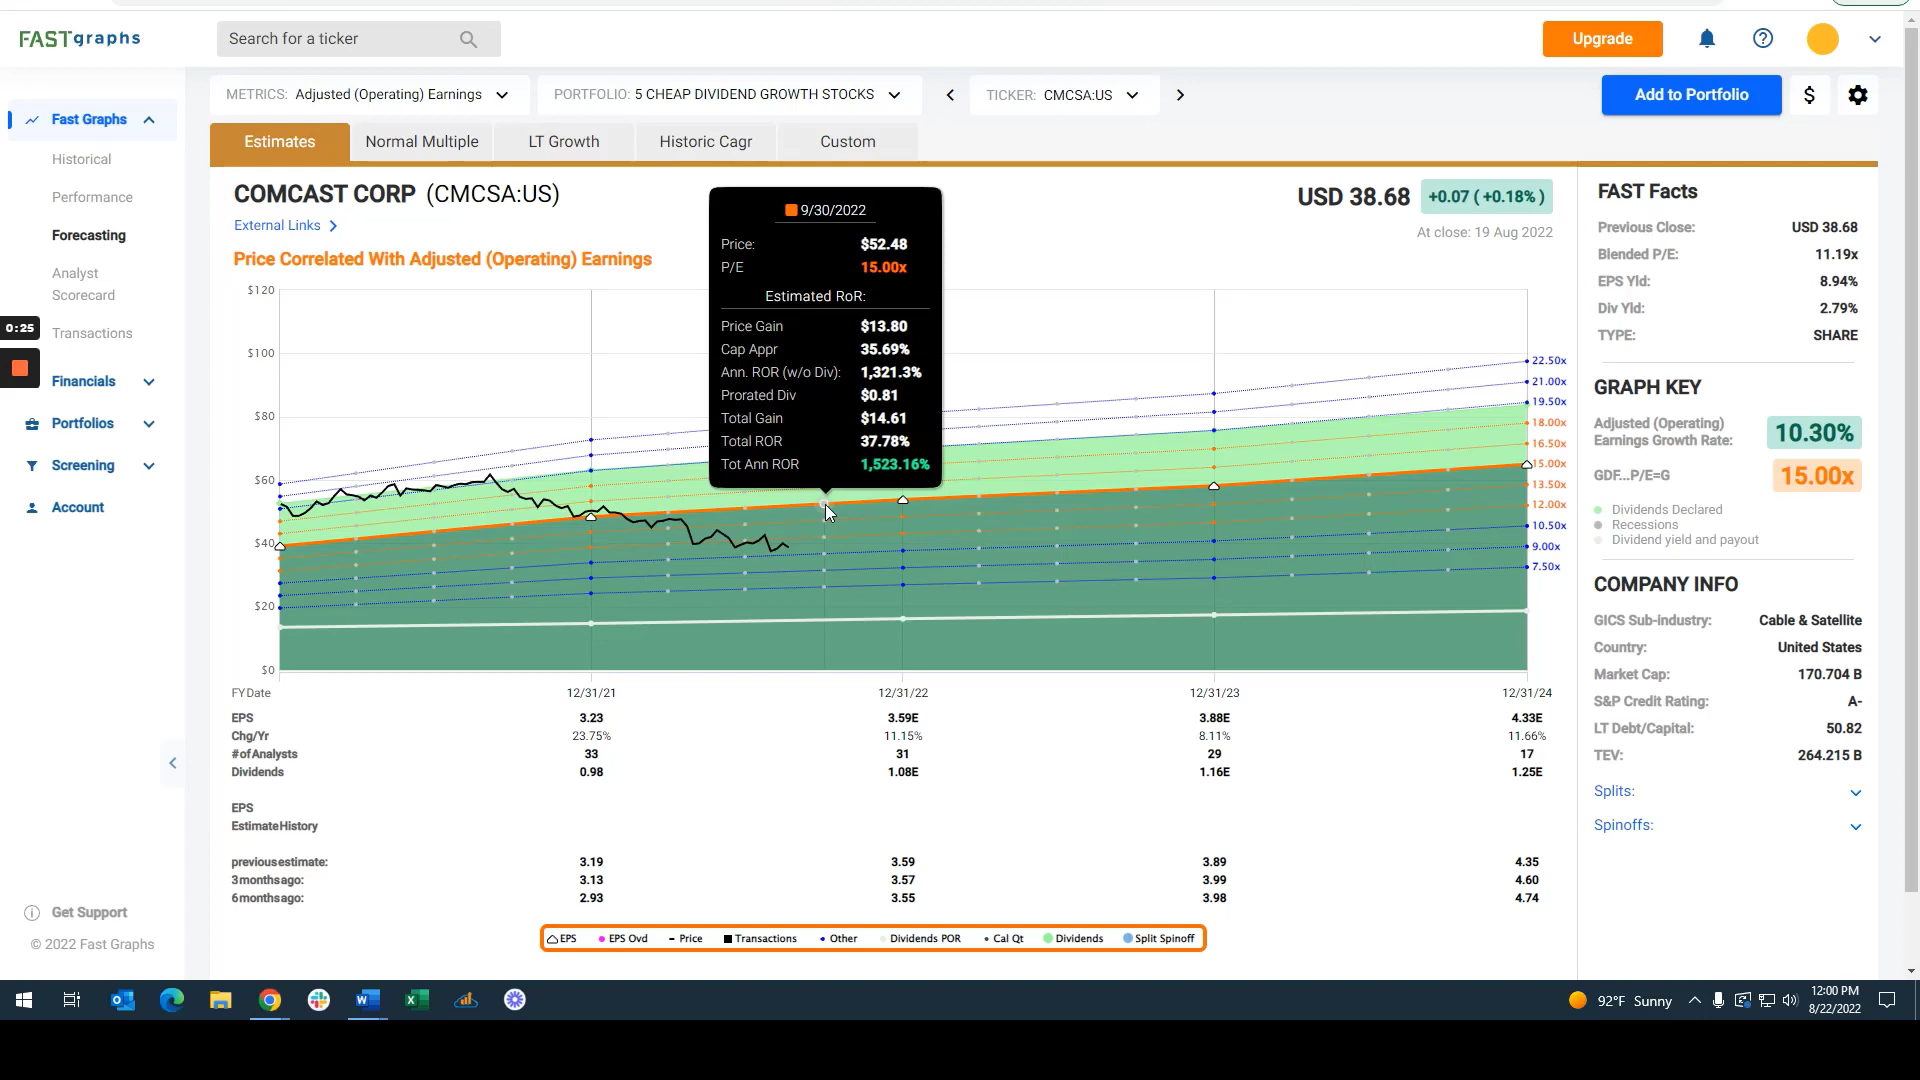 FAST graphs
Search for a ticker
Upgrade
METRICS: Adjusted (Operating) Earnings
PORTFOLIO: 5 CHEAP DIVIDEND GROWTH STOCKS
TICKER: CMCSA:US
Add to Portfolio
$
Fast Graphs
Historical
Performance
Forecasting
Analyst
Scorecard
Transactions
Financials
Portfolios
Screening
Account
0:25
Get Support
© 2022 Fast Graphs
Estimates
Normal Multiple
LT Growth
Historic Cagr
Custom
COMCAST CORP (CMCSA:US)
External Links
USD 38.68 +0.07 ( +0.18% )
At close: 19 Aug 2022
Price Correlated With Adjusted (Operating) Earnings
9/30/2022
Price: $52.48
P/E 15.00x
Estimated RoR:
Price Gain $13.80
Cap Appr 35.69%
Ann. ROR (w/o Div): 1,321.3%
Prorated Div $0.81
Total Gain $14.61
Total ROR 37.78%
Tot Ann ROR 1,523.16%
$120
$100
$80
$60
$40
$20
$0
22.50x
21.00x
19.50x
18.00x
16.50x
15.00x
13.50x
12.00x
10.50x
9.00x
7.50x
FY Date 12/31/21 12/31/22 12/31/23 12/31/24
EPS 3.23 3.59E 3.88E 4.33E
Chg/Yr 23.75% 11.15% 8.11% 11.66%
# of Analysts 33 31 29 17
Dividends 0.98 1.08E 1.16E 1.25E
EPS
Estimate History
previous estimate: 3.19 3.59 3.89 4.35
3 months ago: 3.13 3.57 3.99 4.60
6 months ago: 2.93 3.55 3.98 4.74
EPS EPS Ovd Price Transactions Other Dividends POR Cal Qt Dividends Split Spinoff
FAST Facts
Previous Close: USD 38.68
Blended P/E: 11.19x
EPS Yld: 8.94%
Div Yld: 2.79%
TYPE: SHARE
GRAPH KEY
Adjusted (Operating)
Earnings Growth Rate: 10.30%
GDF...P/E=G 15.00x
Dividends Declared
Recessions
Dividend yield and payout
COMPANY INFO
GICS Sub-industry: Cable & Satellite
Country: United States
Market Cap: 170.704 B
S&P Credit Rating: A-
LT Debt/Capital: 50.82
TEV: 264.215 B
Splits:
Spinoffs:
92°F Sunny
12:00 PM
8/22/2022